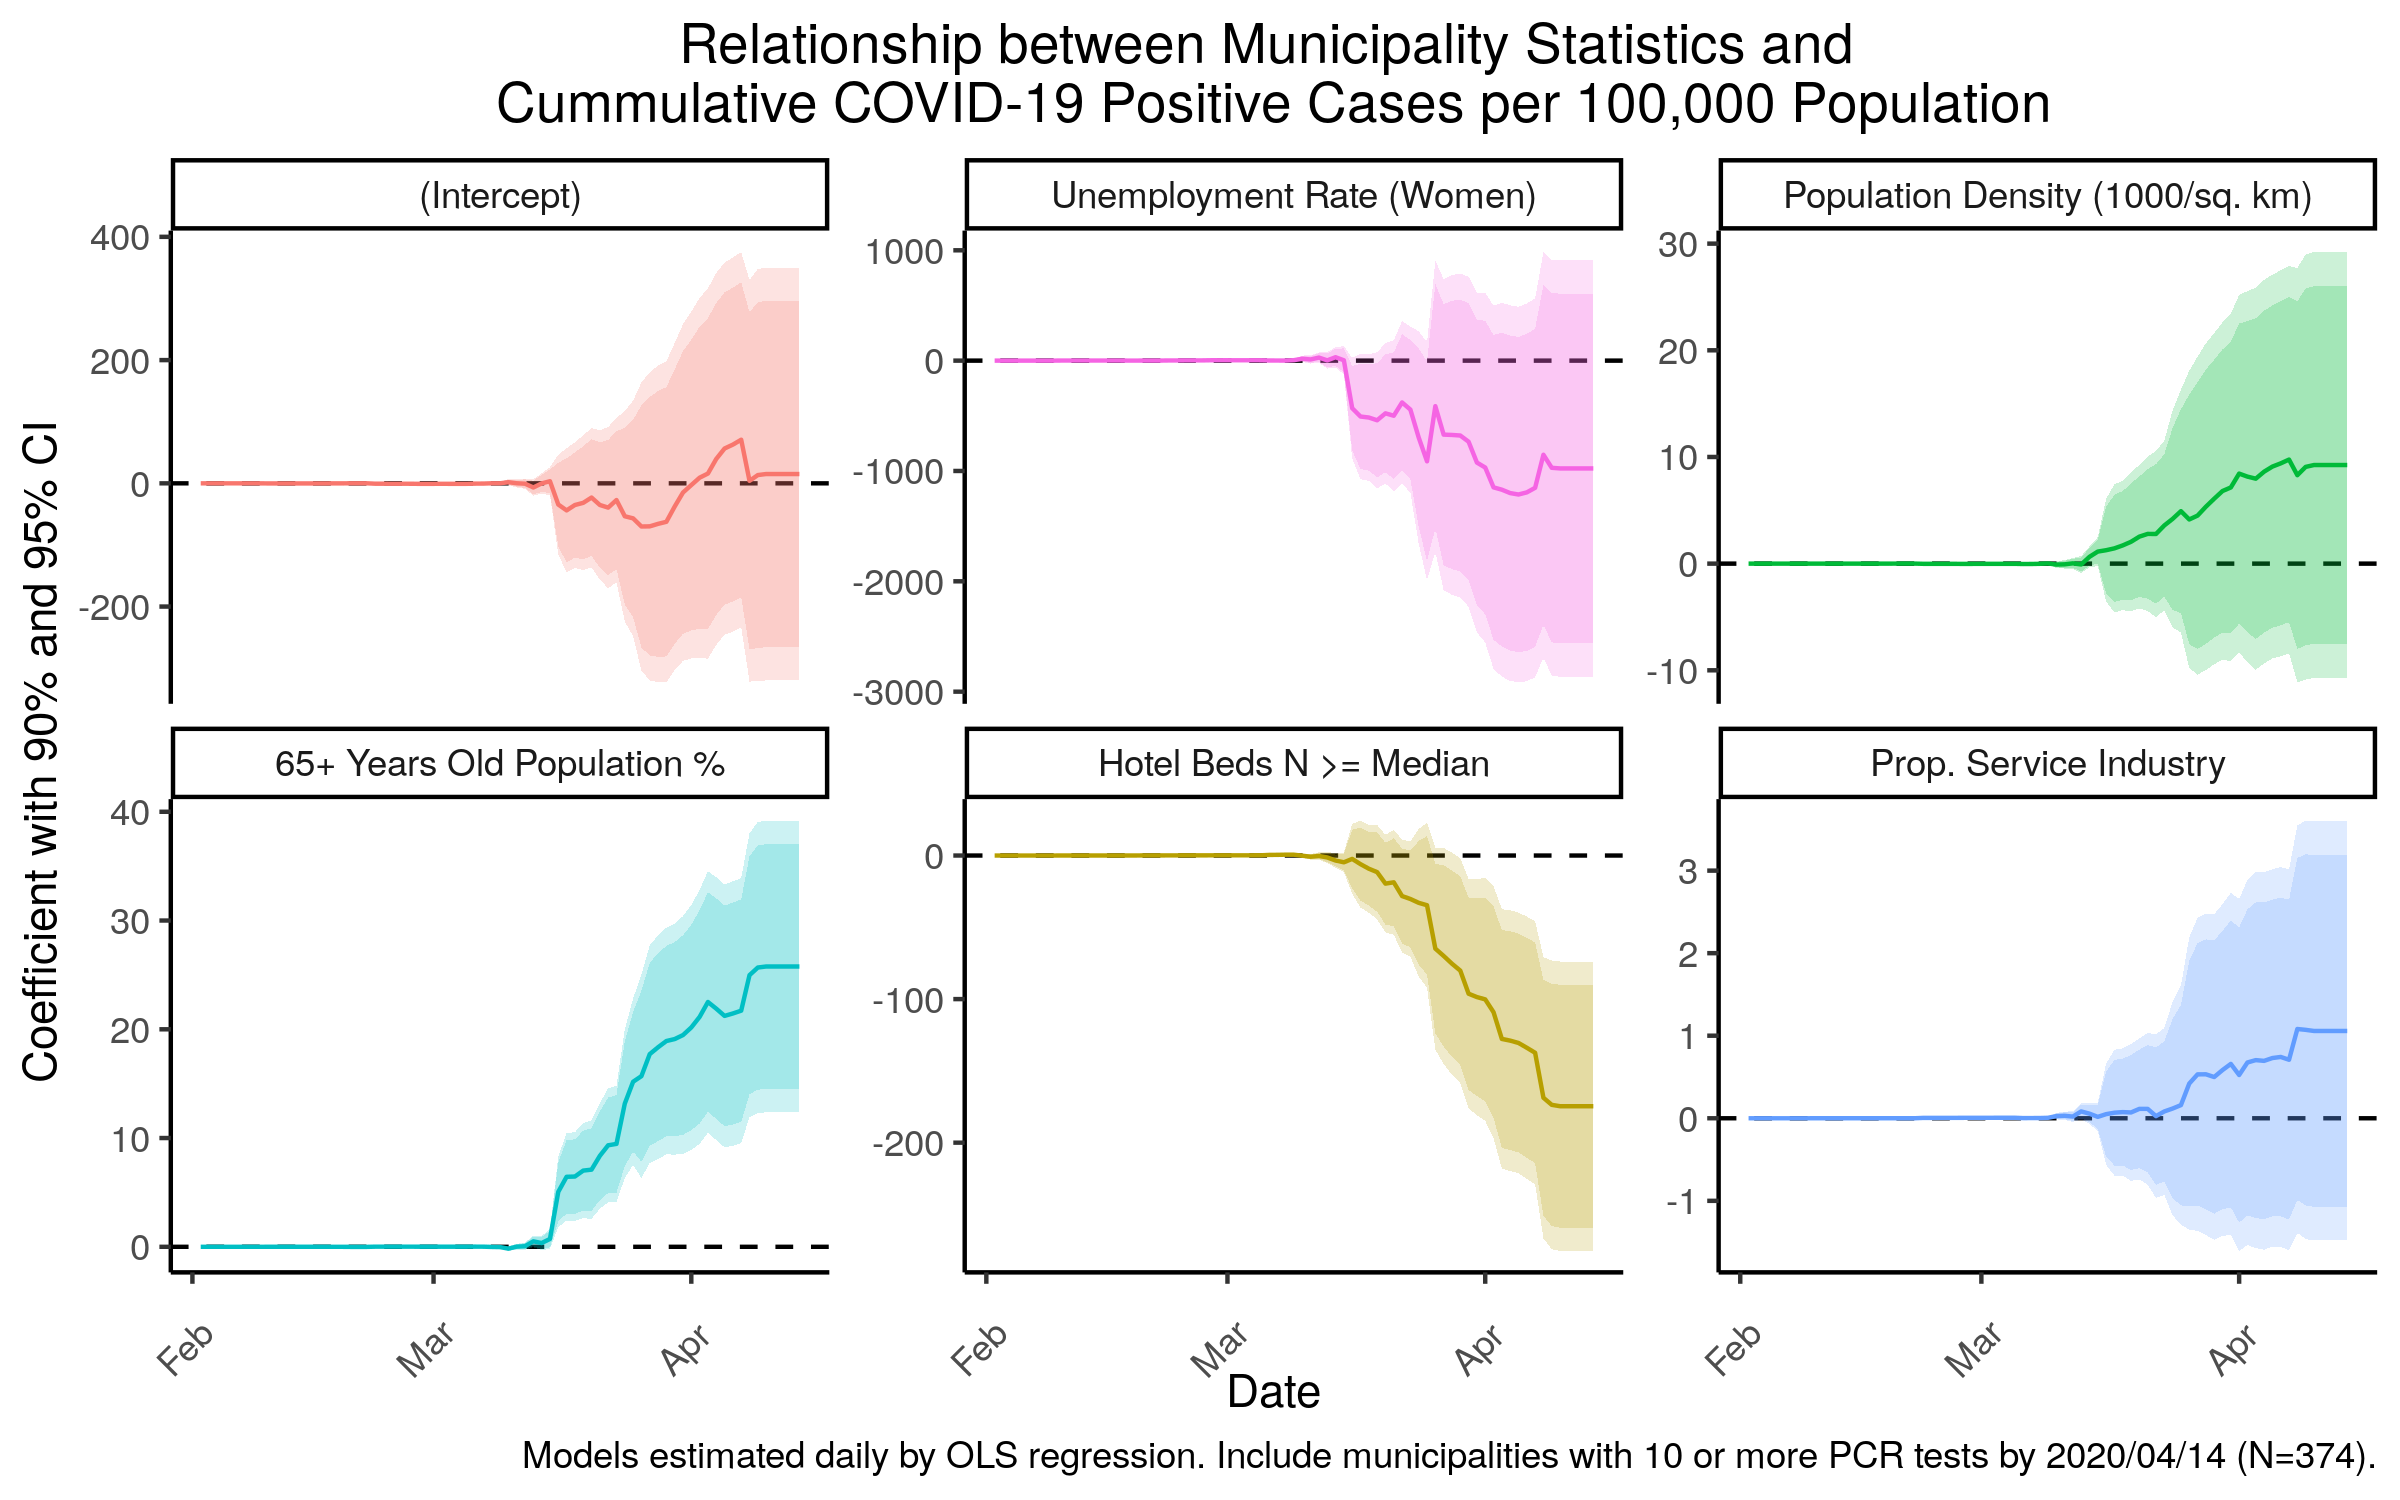 Relationship between Municipality Statistics and
Cummulative COVID-19 Positive Cases per 100,000 Population
Coefficient with 90% and 95% CI
(Intercept)
400
200
0
-200
Unemployment Rate (Women)
1000
0
-1000
-2000
-3000
Population Density (1000/sq. km)
30
20
10
0
-10
65+ Years Old Population %
40
30
20
10
0
Feb
Mar
Apr
Hotel Beds N >= Median
0
-100
-200
Feb
Mar
Apr
Prop. Service Industry
3
2
1
0
-1
Feb
Mar
Apr
Date
Models estimated daily by OLS regression. Include municipalities with 10 or more PCR tests by 2020/04/14 (N=374).